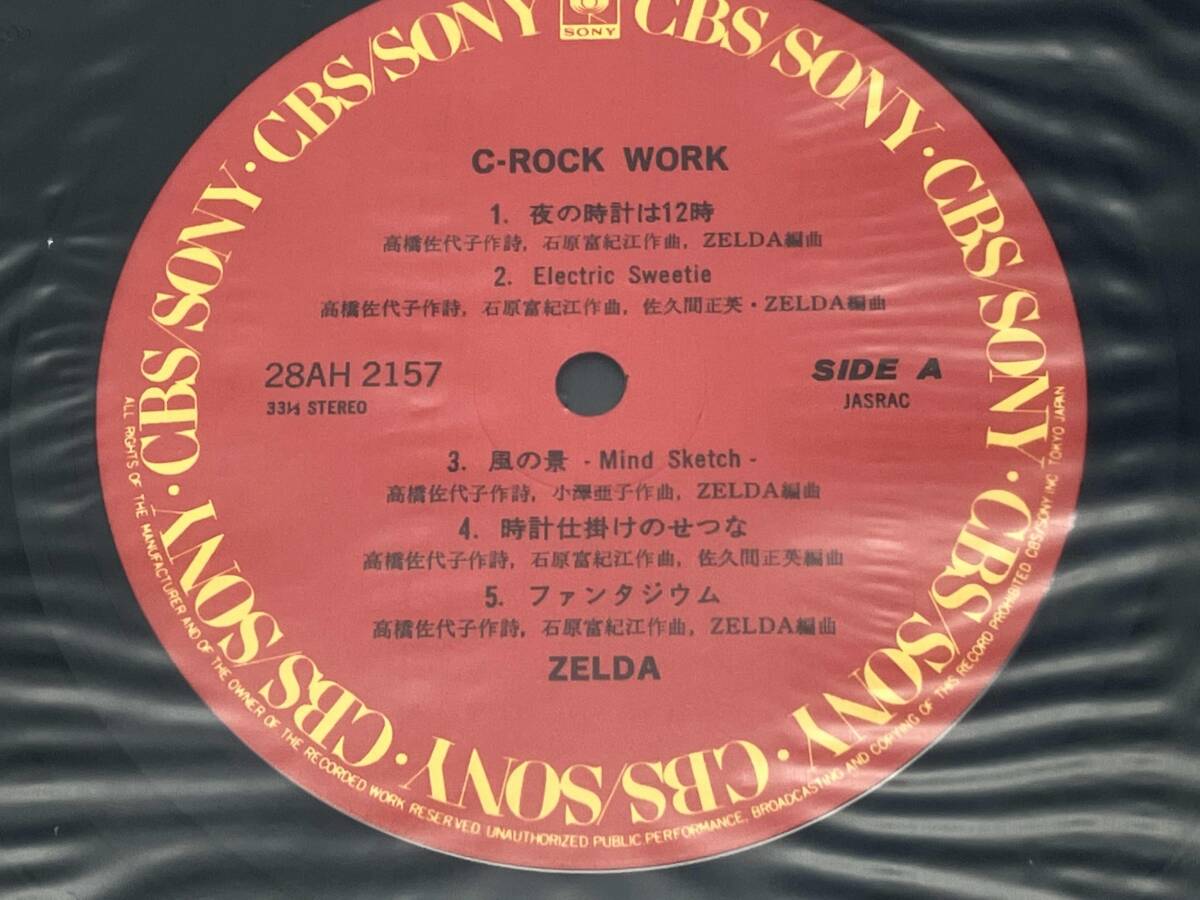 CBS/SONY · CBS/SONY · CBS/SONY · CBS/SONY · CBS/SONY · CBS/SONY · CBS/SONY · CBS/SONY
SONY
C-ROCK WORK
1. 夜の時計は12時
高橋佐代子作詩, 石原富紀江作曲, ZELDA編曲
2. Electric Sweetie
高橋佐代子作詩, 石原富紀江作曲, 佐久間正英・ZELDA編曲
28AH 2157
33⅓ STEREO
SIDE A
JASRAC
3. 風の景 - Mind Sketch -
高橋佐代子作詩, 小澤亜子作曲, ZELDA編曲
4. 時計仕掛けのせつな
高橋佐代子作詩, 石原富紀江作曲, 佐久間正英編曲
5. ファンタジウム
高橋佐代子作詩, 石原富紀江作曲, ZELDA編曲
ZELDA
ALL RIGHTS OF THE MANUFACTURER AND OF THE OWNER OF THE RECORDED WORK RESERVED UNAUTHORIZED PUBLIC PERFORMANCE, BROADCASTING AND COPYING OF THIS RECORD PROHIBITED CBS/SONY INC TOKYO JAPAN